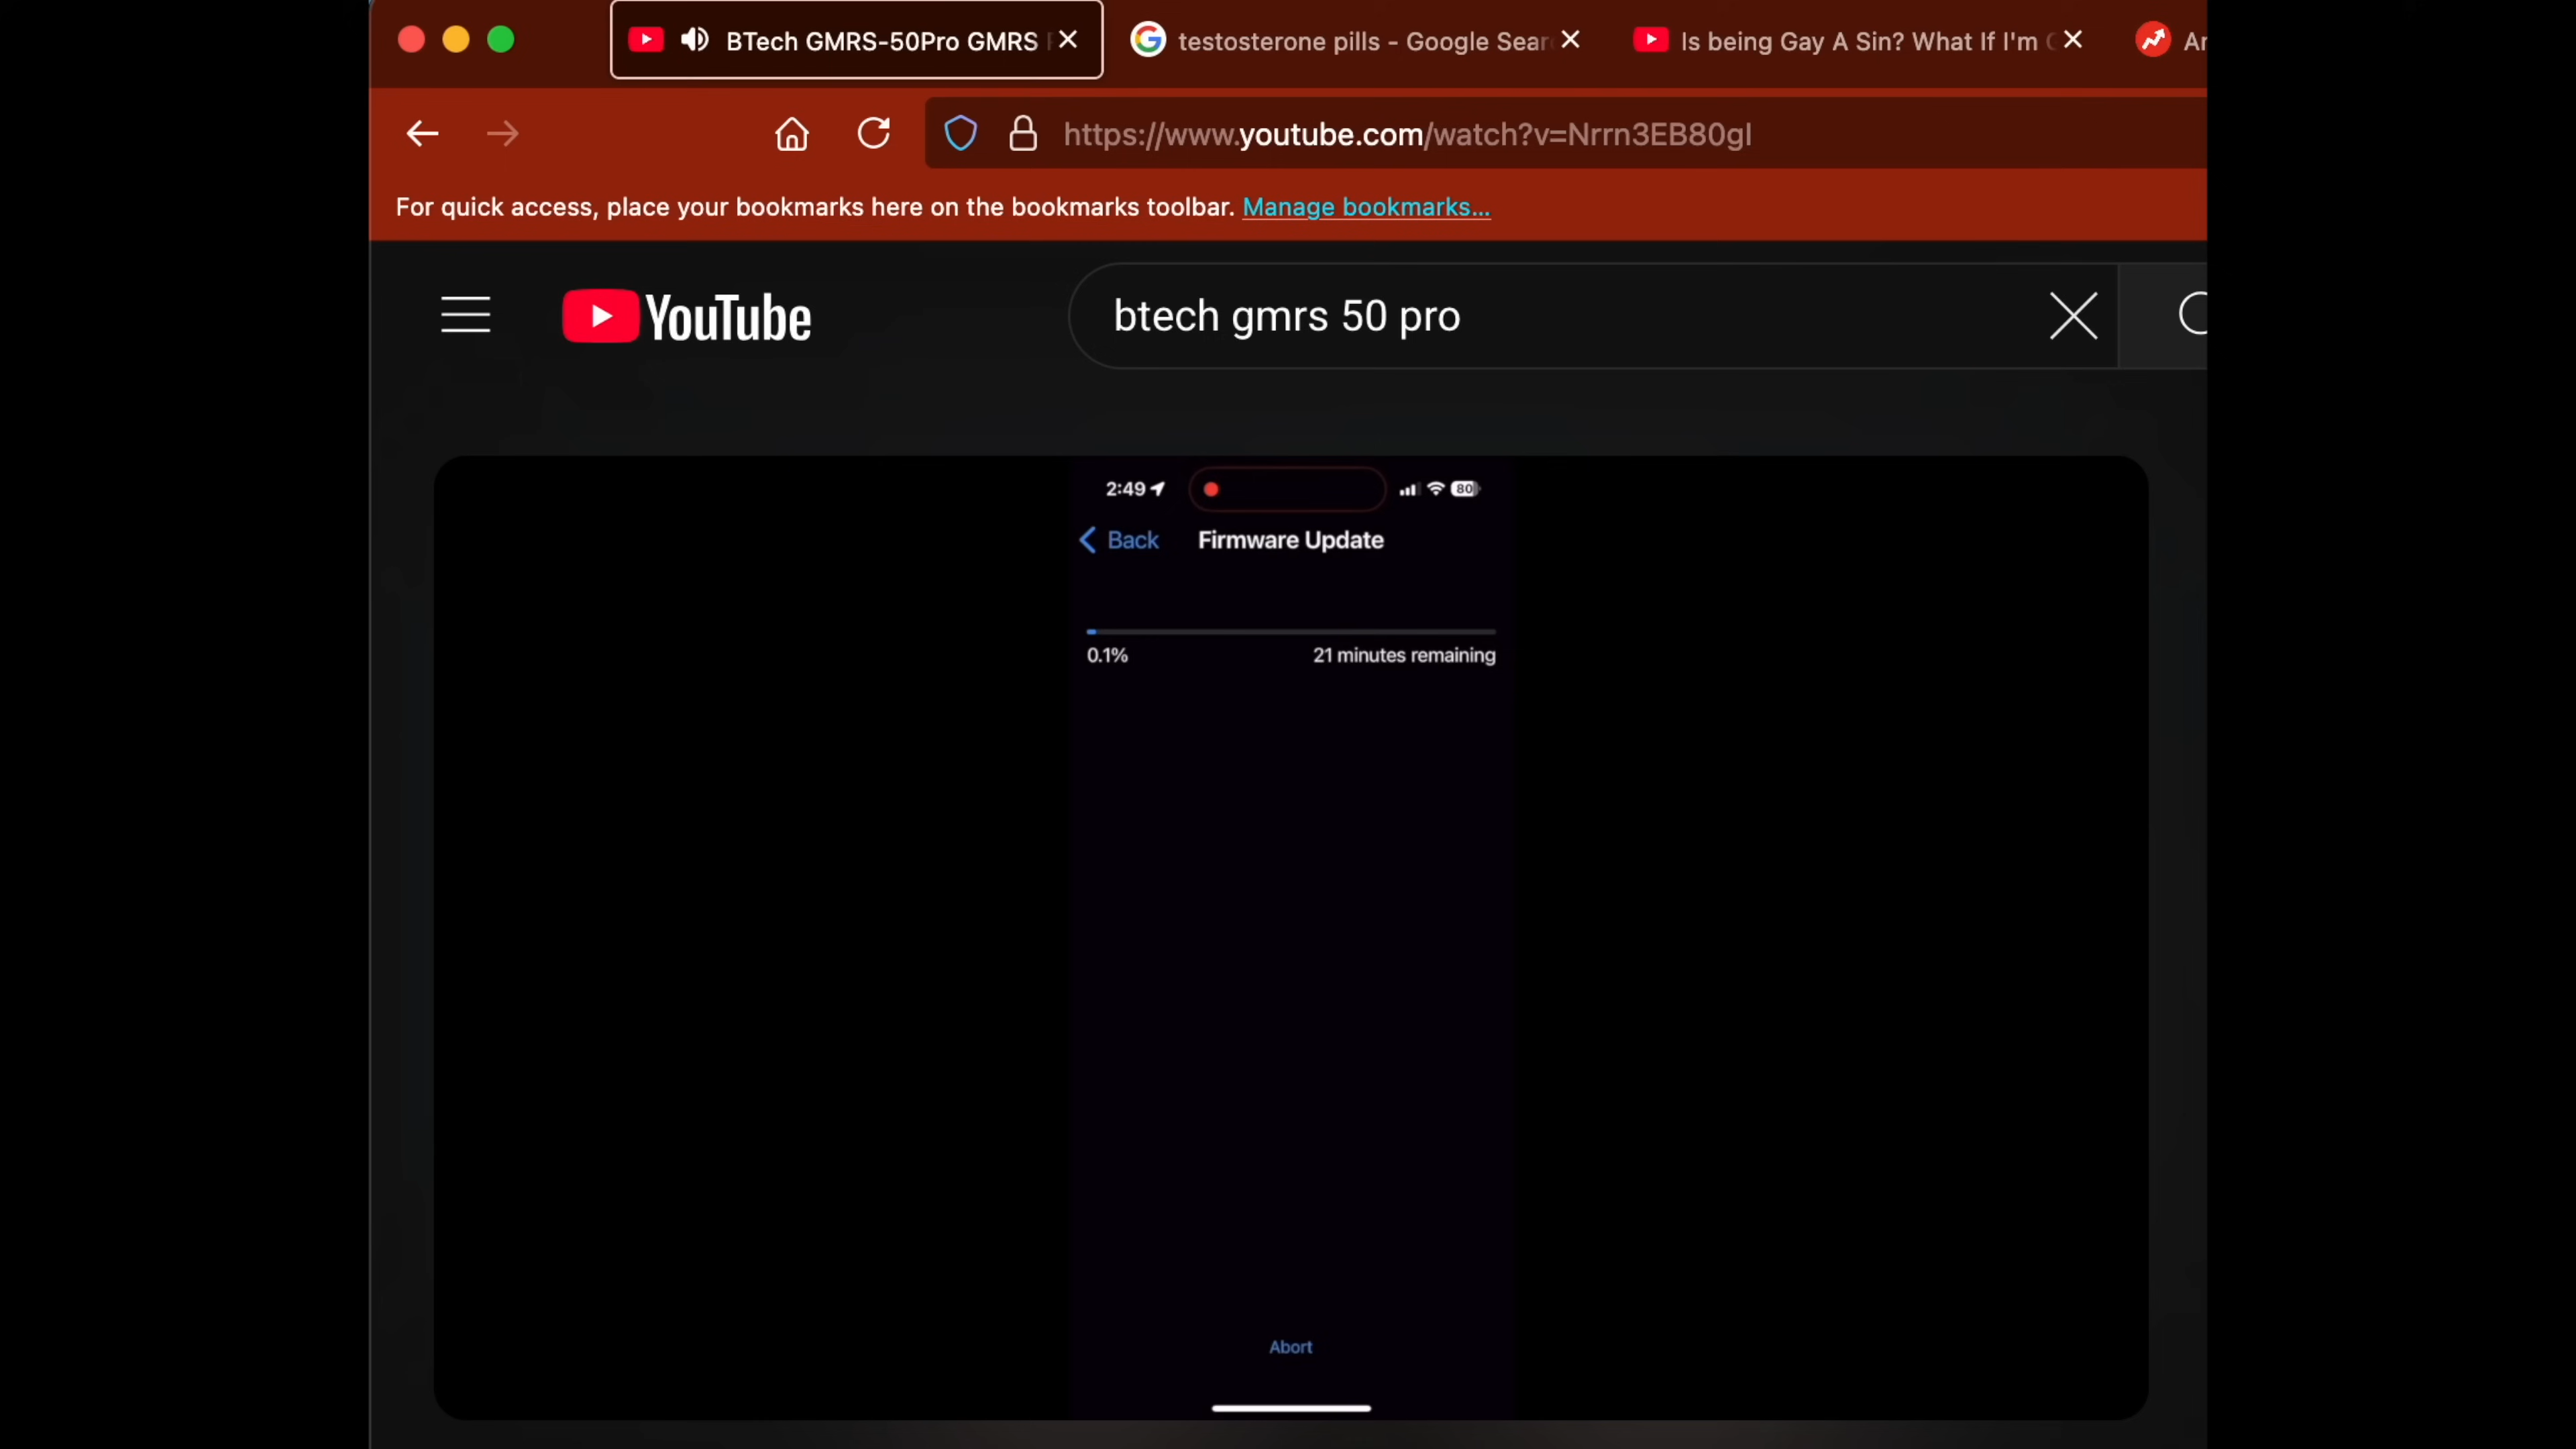 BTech GMRS-50Pro GMRS
testosterone pills - Google Sear
Is being Gay A Sin? What If I'm
https://www.youtube.com/watch?v=Nrrn3EB80gI
For quick access, place your bookmarks here on the bookmarks toolbar. Manage bookmarks...
YouTube
btech gmrs 50 pro
2:49
80
Back
Firmware Update
0.1%
21 minutes remaining
Abort